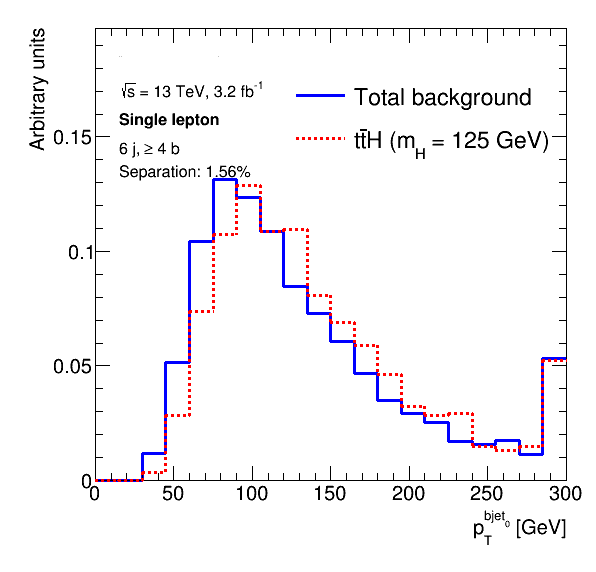 Arbitrary units
√s = 13 TeV, 3.2 fb⁻¹
Single lepton
6 j, ≥ 4 b
Separation: 1.56%
Total background
tt̄H (m_H = 125 GeV)
0.15
0.1
0.05
0
0 50 100 150 200 250 300
p_T^{bjet_0} [GeV]